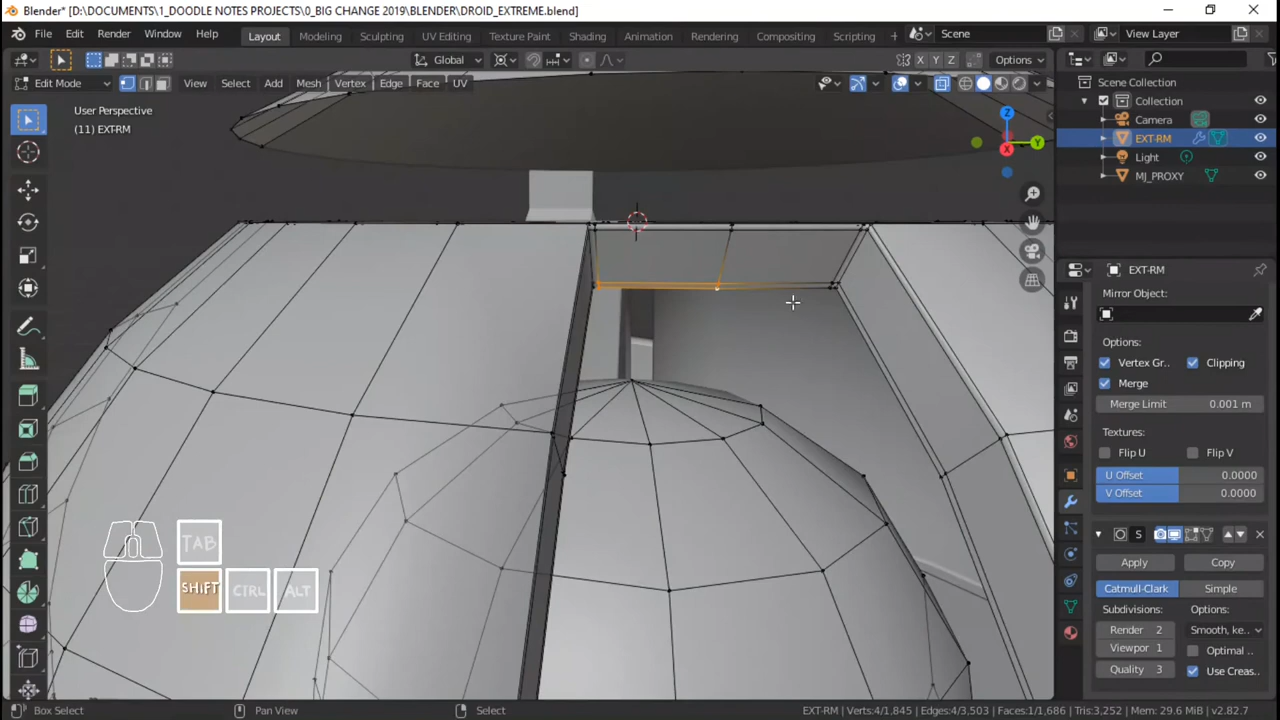 Blender* [D:\DOCUMENTS\1_DOODLE NOTES PROJECTS\0_BIG CHANGE 2019\BLENDER\DROID_EXTREME.blend]
File Edit Render Window Help Layout Modeling Sculpting UV Editing Texture Paint Shading Animation Rendering Compositing Scripting + Scene View Layer
Global X Y Z Options
Edit Mode View Select Add Mesh Vertex Edge Face UV
Scene Collection
User Perspective
(11) EXT-RM
Collection
Camera
EXT-RM
Light
MJ_PROXY
Z
Y
X
EXT-RM
Mirror Object:
Options:
Vertex Gr.. Clipping
Merge
Merge Limit 0.001 m
Textures:
Flip U Flip V
U Offset 0.0000
V Offset 0.0000
S
Apply Copy
Catmull-Clark Simple
Subdivisions: Options:
Render 2 Smooth, ke..
Viewpor 1 Optimal ..
Quality 3 Use Creas..
TAB
SHIFT CTRL ALT
Box Select Pan View Select EXT-RM | Verts:4/1,845 | Edges:4/3,503 | Faces:1/1,686 | Tris:3,252 | Mem: 29.6 MiB | v2.82.7